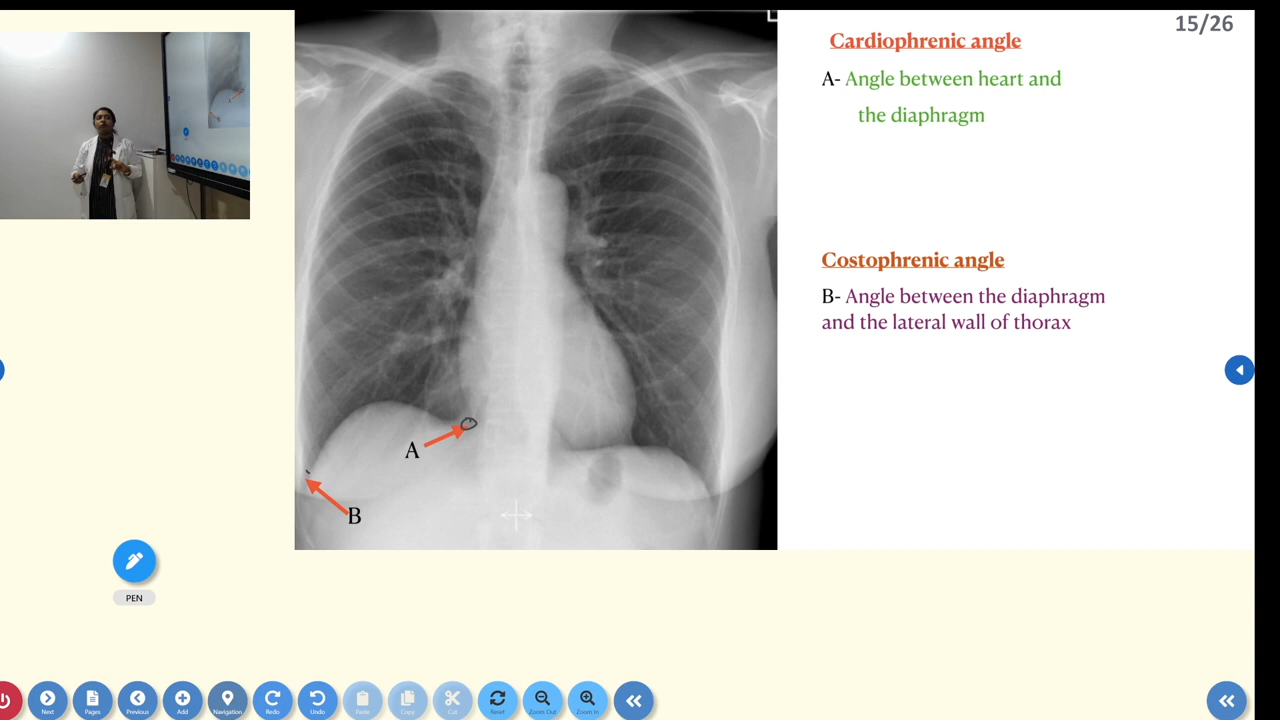 15/26
Cardiophrenic angle
A- Angle between heart and
the diaphragm
Costophrenic angle
B- Angle between the diaphragm
and the lateral wall of thorax
A
B
PEN
Next
Pages
Previous
Add
Navigation
Redo
Undo
Paste
Copy
Cut
Reset
Zoom Out
Zoom In